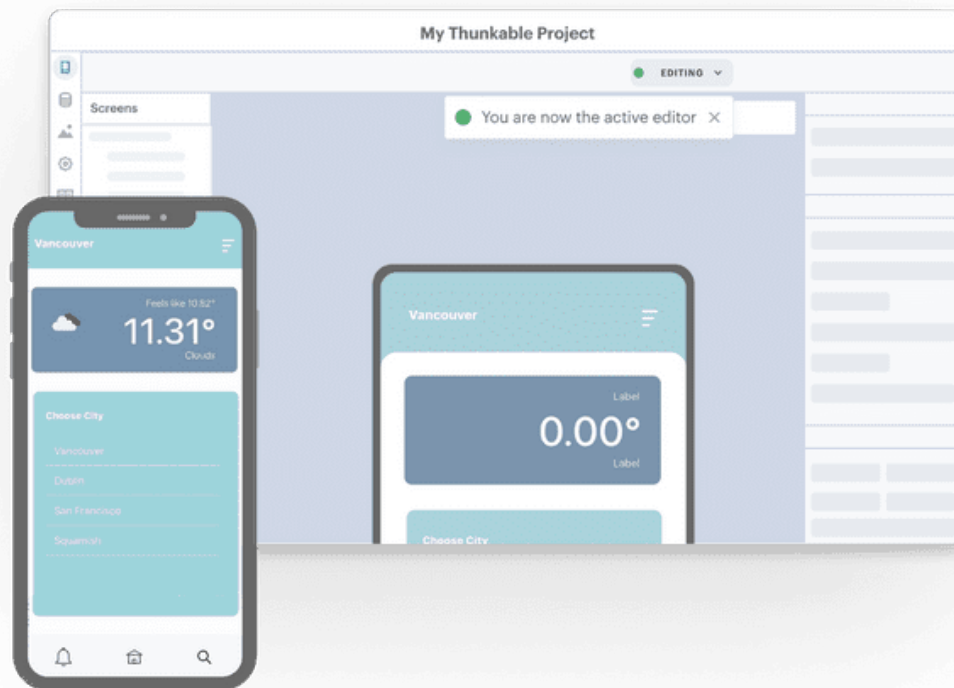 My Thunkable Project
EDITING
Screens
You are now the active editor
Vancouver
Feels like 10.82°
11.31°
Clouds
Choose City
Vancouver
Dublin
San Francisco
Squamish
Vancouver
Label
0.00°
Label
Choose City